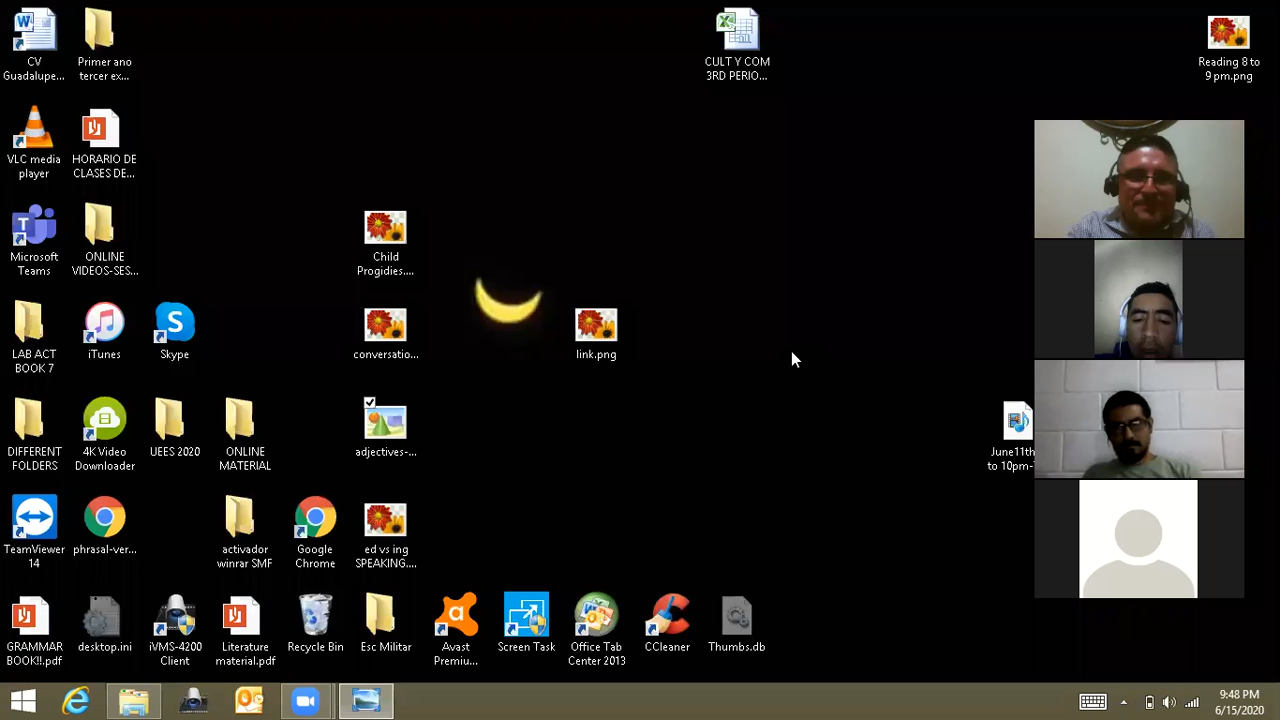 CV
Guadalupe...
Primer ano
tercer ex...
CULT Y COM
3RD PERIO...
Reading 8 to
9 pm.png
VLC media
player
HORARIO DE
CLASES DE...
Microsoft
Teams
ONLINE
VIDEOS-SES...
Child
Progidies....
LAB ACT
BOOK 7
iTunes
Skype
conversatio...
link.png
DIFFERENT
FOLDERS
4K Video
Downloader
UEES 2020
ONLINE
MATERIAL
adjectives-...
June11th
to 10pm-
TeamViewer
14
phrasal-ver...
activador
winrar SMF
Google
Chrome
ed vs ing
SPEAKING....
GRAMMAR
BOOK!!.pdf
desktop.ini
iVMS-4200
Client
Literature
material.pdf
Recycle Bin
Esc Militar
Avast
Premiu...
Screen Task
Office Tab
Center 2013
CCleaner
Thumbs.db
9:48 PM
6/15/2020